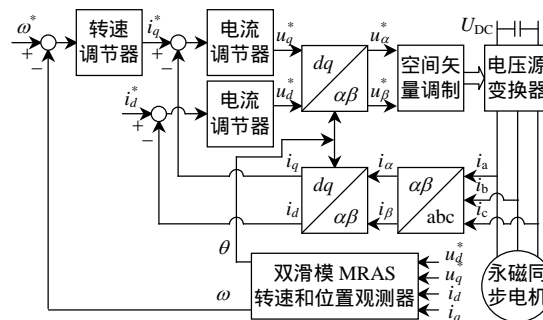 U_DC
ω* 转速调节器 i_q* 电流调节器 u_q* dq αβ u_α* 空间矢量调制 电压源变换器
+ − + −
i_d* 电流调节器 u_d* u_β*
+ −
i_q dq αβ i_α αβ abc i_a
i_b
i_d i_β i_c
θ 双滑模 MRAS
转速和位置观测器
ω
u_d*
u_q*
i_d
i_q
永磁同
步电机